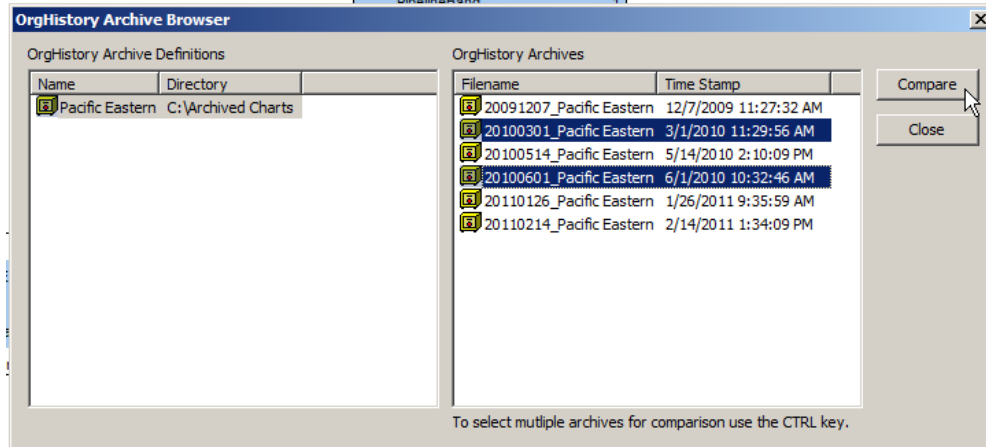 PipelineBand
OrgHistory Archive Browser
OrgHistory Archive Definitions
Name Directory
Pacific Eastern C:\Archived Charts
OrgHistory Archives
Filename Time Stamp
20091207_Pacific Eastern 12/7/2009 11:27:32 AM
20100301_Pacific Eastern 3/1/2010 11:29:56 AM
20100514_Pacific Eastern 5/14/2010 2:10:09 PM
20100601_Pacific Eastern 6/1/2010 10:32:46 AM
20110126_Pacific Eastern 1/26/2011 9:35:59 AM
20110214_Pacific Eastern 2/14/2011 1:34:09 PM
To select mutliple archives for comparison use the CTRL key.
Compare
Close